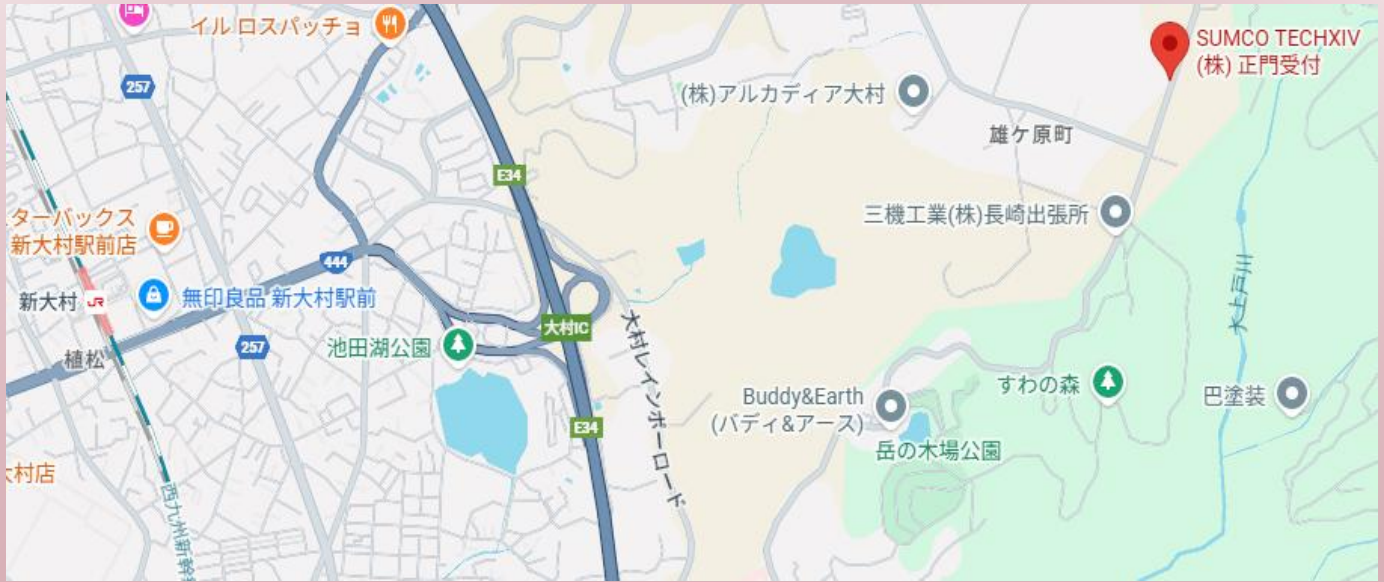 イル ロスパッチョ
SUMCO TECHXIV
(株) 正門受付
257
(株)アルカディア大村
雄ケ原町
E34
三機工業(株)長崎出張所
ターバックス
新大村駅前店
444
大上戸川
新大村
JR
無印良品 新大村駅前
大村IC
植松
257
池田湖公園
大村レインボーロード
すわの森
Buddy&Earth
(バディ&アース)
巴塗装
E34
岳の木場公園
村店
西九州新幹